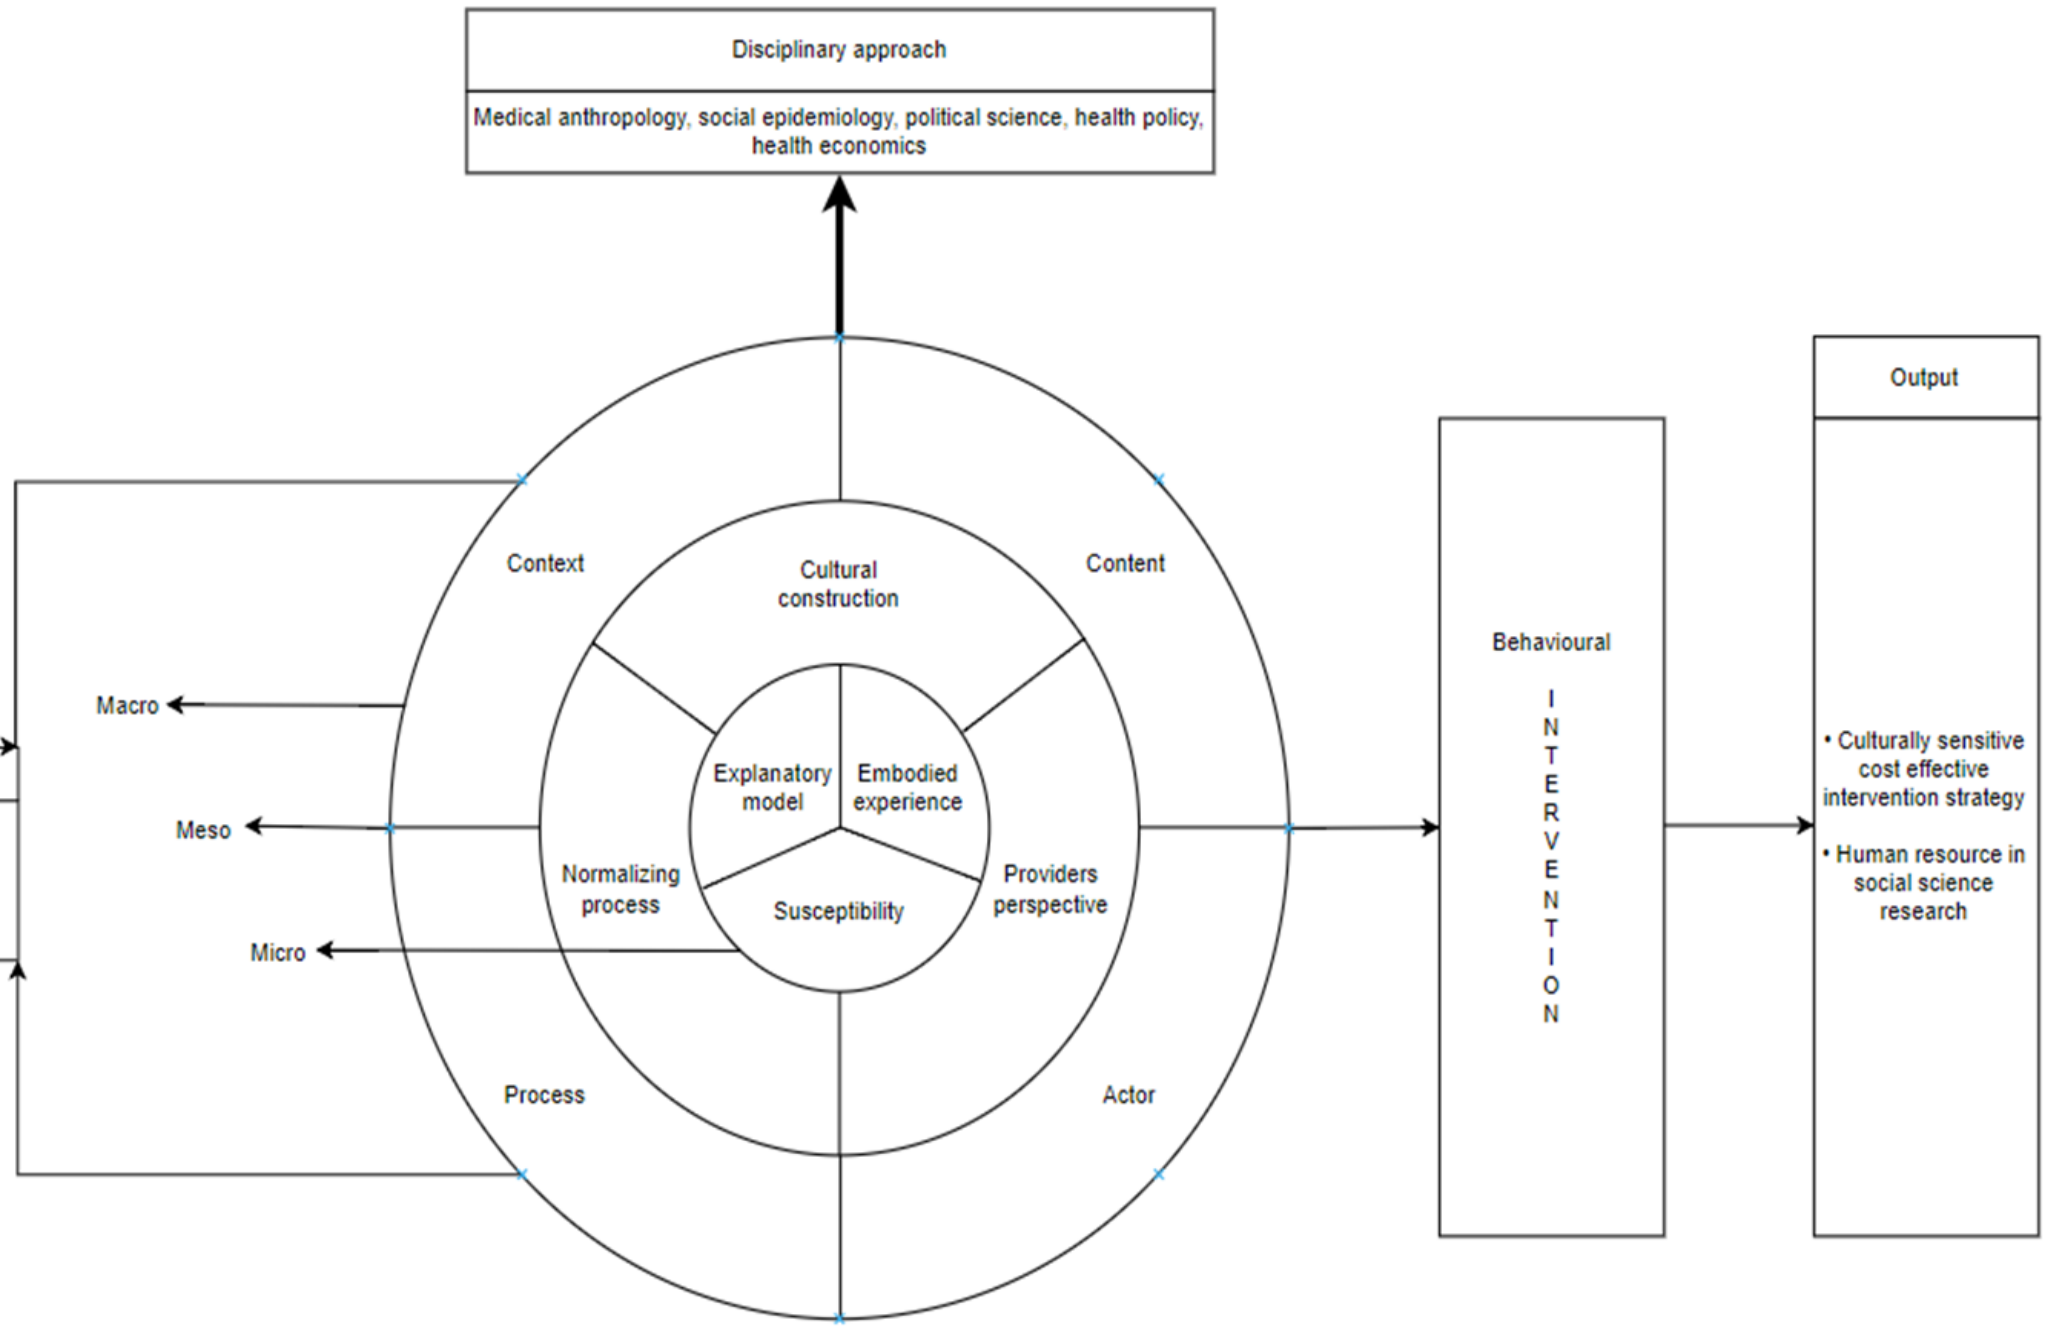 Disciplinary approach
Medical anthropology, social epidemiology, political science, health policy,
health economics
Output
Context
Content
Cultural
construction
Behavioural
I
N
T
E
R
V
E
N
T
I
O
N
Macro
Meso
Micro
Explanatory
model
Embodied
experience
Normalizing
process
Providers
perspective
Susceptibility
Process
Actor
• Culturally sensitive
cost effective
intervention strategy
• Human resource in
social science
research